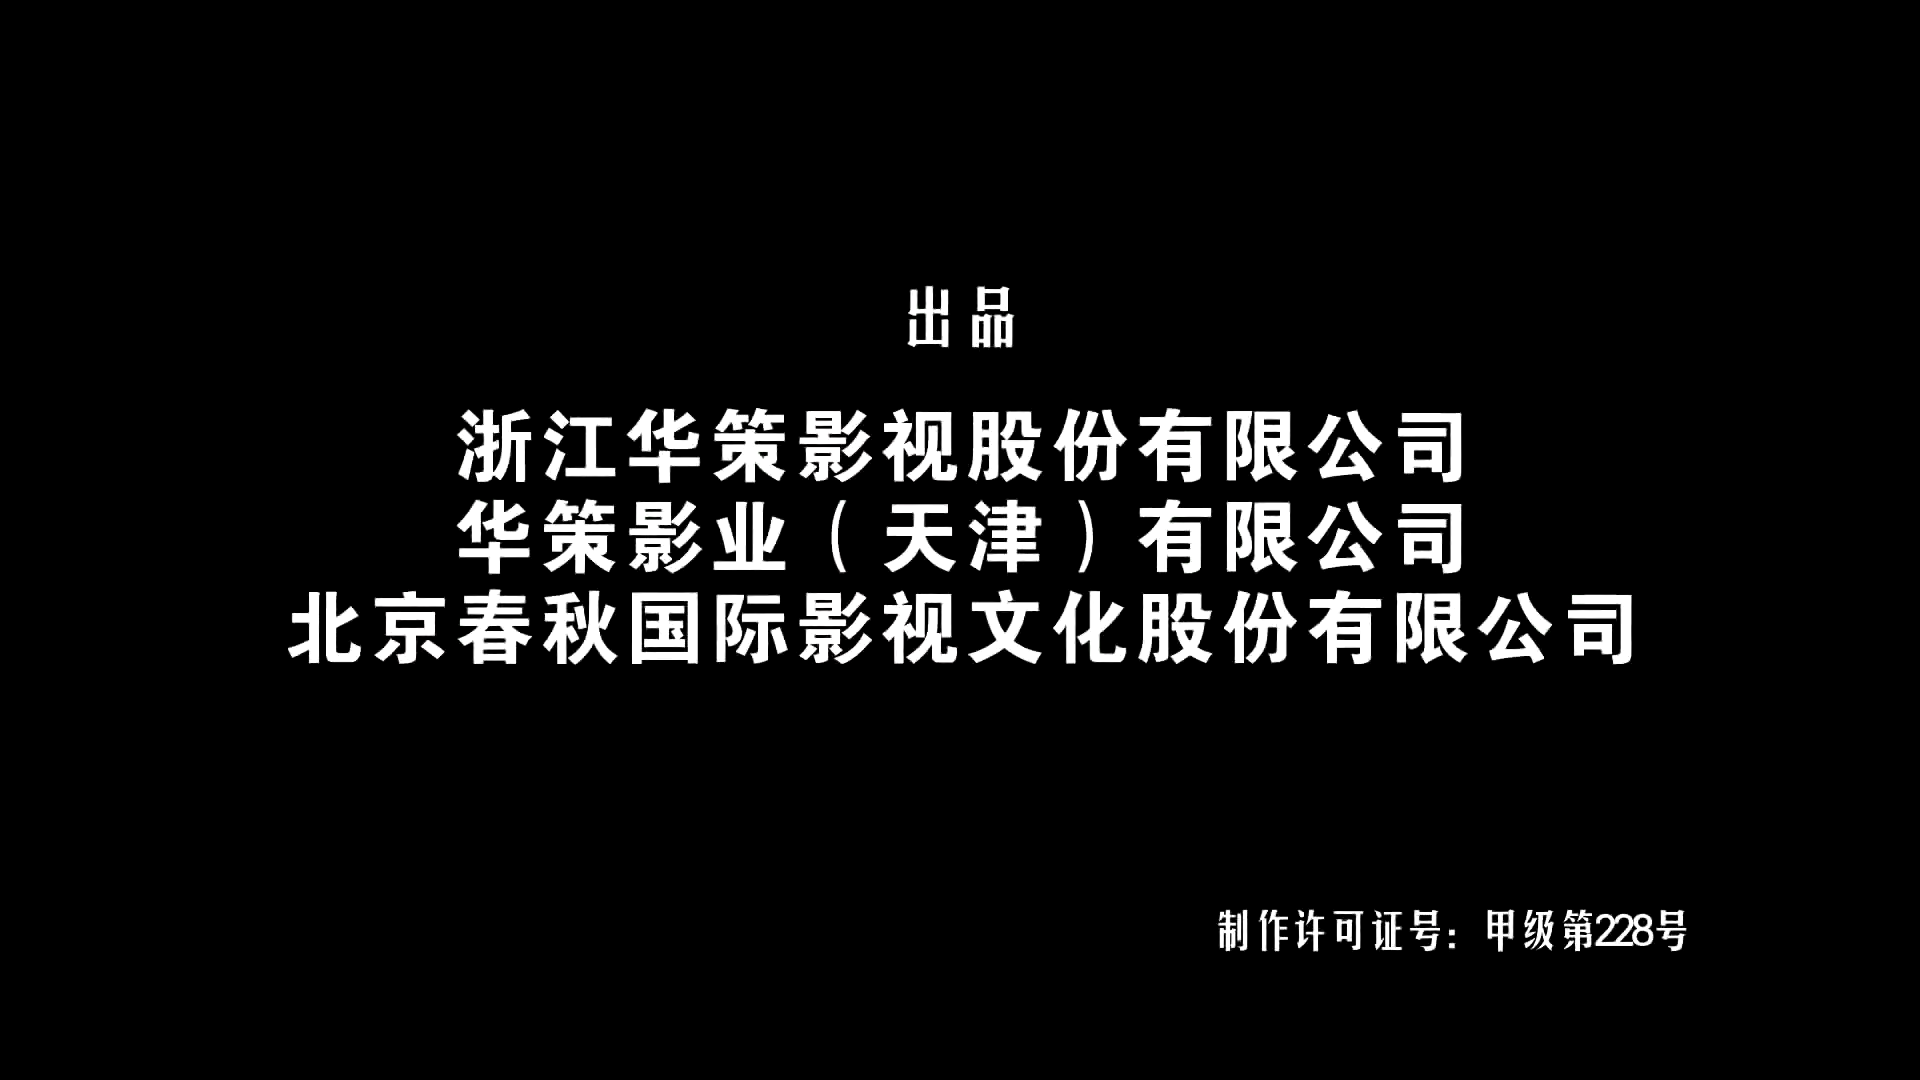 出品
浙江华策影视股份有限公司
华策影业（天津）有限公司
北京春秋国际影视文化股份有限公司
制作许可证号：甲级第228号